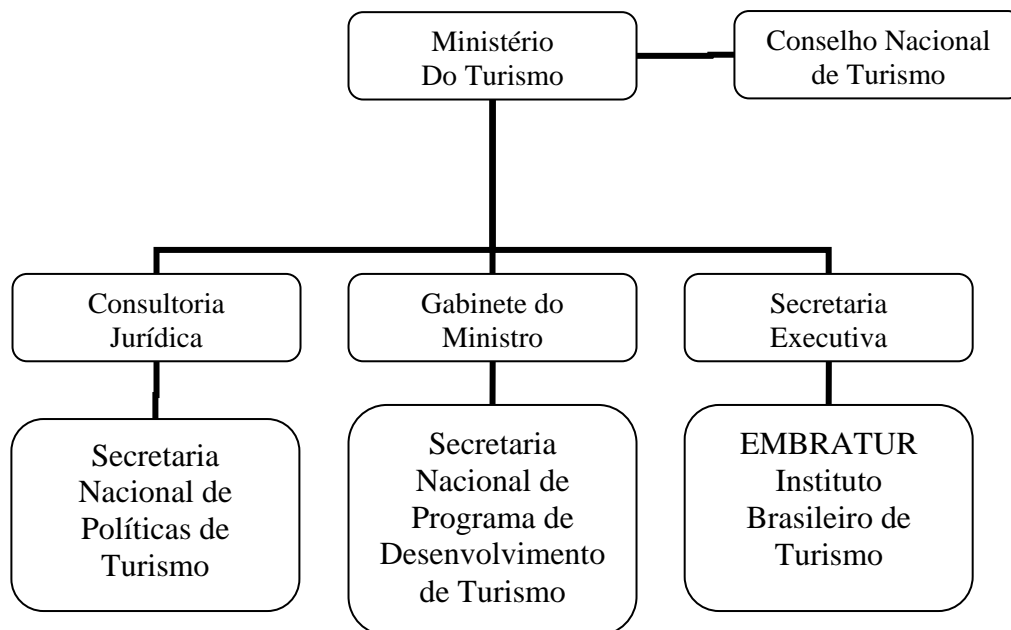 Ministério
Do Turismo
Conselho Nacional
de Turismo
Consultoria
Jurídica
Gabinete do
Ministro
Secretaria
Executiva
Secretaria
Nacional de
Políticas de
Turismo
Secretaria
Nacional de
Programa de
Desenvolvimento
de Turismo
EMBRATUR
Instituto
Brasileiro de
Turismo